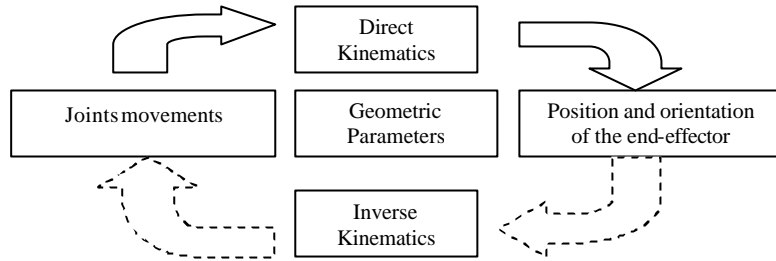 Direct
Kinematics
Joints movements
Geometric
Parameters
Position and orientation
of the end-effector
Inverse
Kinematics